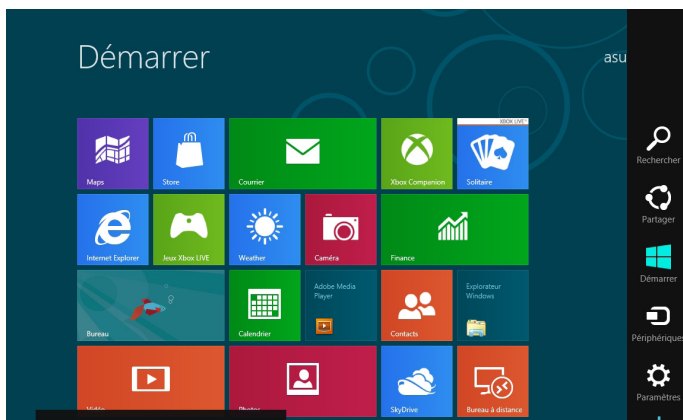 Démarrer
asu
XBOX LIVE
Maps
Store
Courrier
Xbox Companion
Solitaire
Internet Explorer
Jeux Xbox LIVE
Weather
Caméra
Finance
Bureau
Calendrier
Adobe Media
Player
Contacts
Explorateur
Windows
Vidéo
Photos
SkyDrive
Bureau à distance
Rechercher
Partager
Démarrer
Périphériques
Paramètres